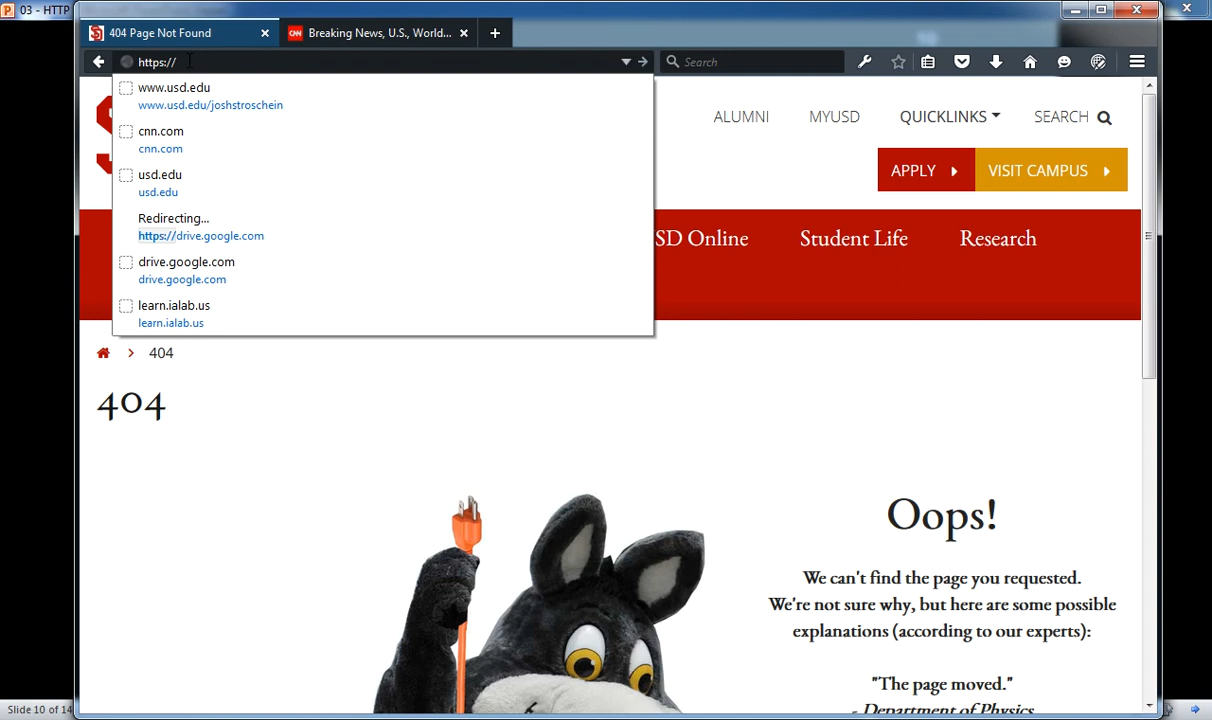 03 - HTTP
404 Page Not Found
CNN
Breaking News, U.S., World...
https://
Search
www.usd.edu
www.usd.edu/joshstroschein
cnn.com
cnn.com
usd.edu
usd.edu
Redirecting...
https://drive.google.com
drive.google.com
drive.google.com
learn.ialab.us
learn.ialab.us
ALUMNI
MYUSD
QUICKLINKS
SEARCH
APPLY
VISIT CAMPUS
SD Online
Student Life
Research
404
404
Oops!
We can't find the page you requested.
We're not sure why, but here are some possible
explanations (according to our experts):
"The page moved."
- Department of Physics
Slide 10 of 14